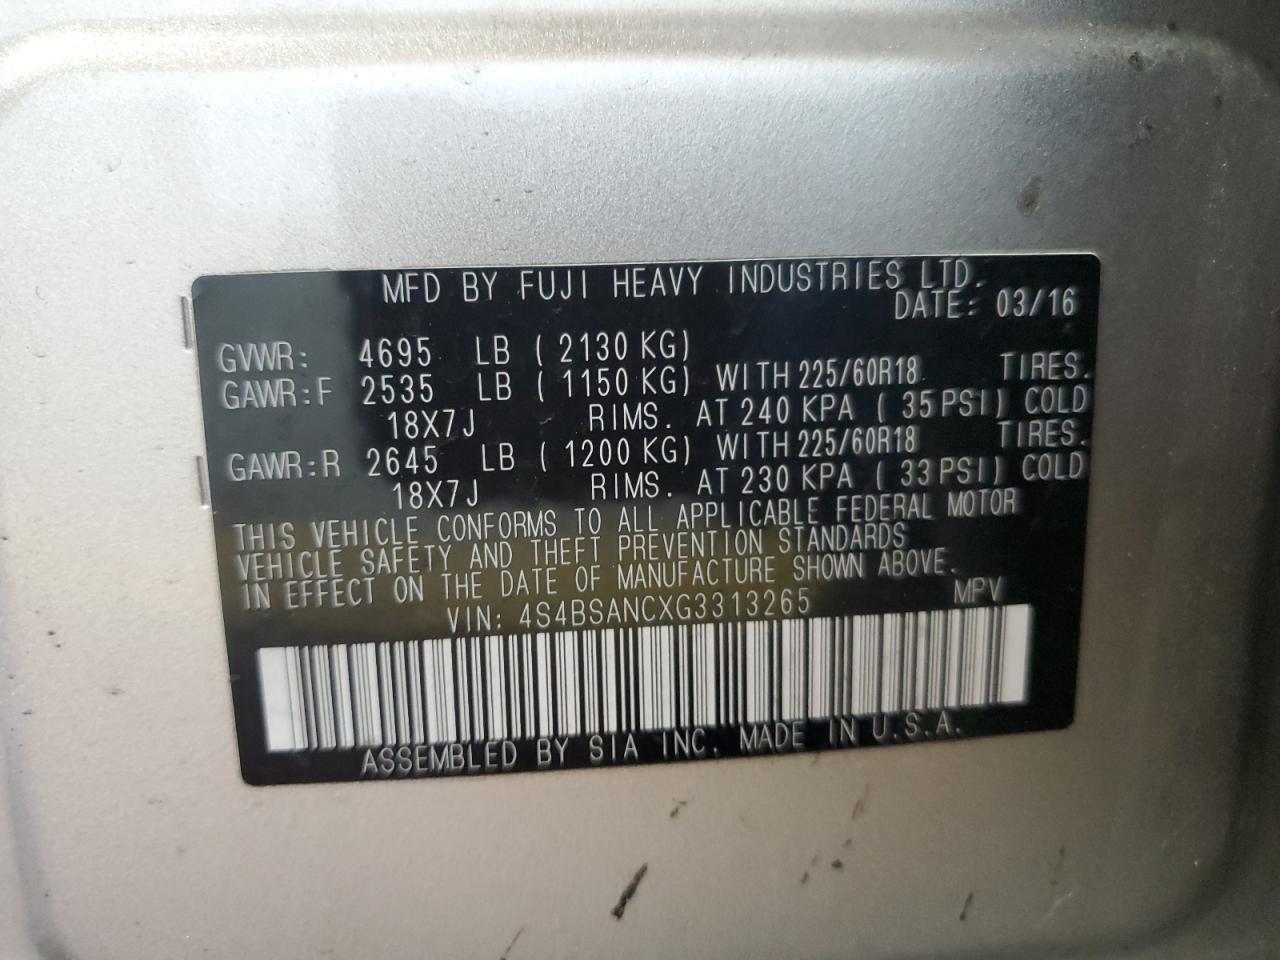 MFD BY FUJI HEAVY INDUSTRIES LTD.
DATE: 03/16
GVWR: 4695 LB ( 2130 KG)
GAWR:F 2535 LB ( 1150 KG) WITH 225/60R18 TIRES.
18X7J RIMS. AT 240 KPA ( 35 PSI) COLD
GAWR:R 2645 LB ( 1200 KG) WITH 225/60R18 TIRES.
18X7J RIMS. AT 230 KPA ( 33 PSI) COLD
THIS VEHICLE CONFORMS TO ALL APPLICABLE FEDERAL MOTOR
VEHICLE SAFETY AND THEFT PREVENTION STANDARDS
IN EFFECT ON THE DATE OF MANUFACTURE SHOWN ABOVE.
VIN: 4S4BSANCXG3313265 MPV
ASSEMBLED BY SIA INC. MADE IN U.S.A.